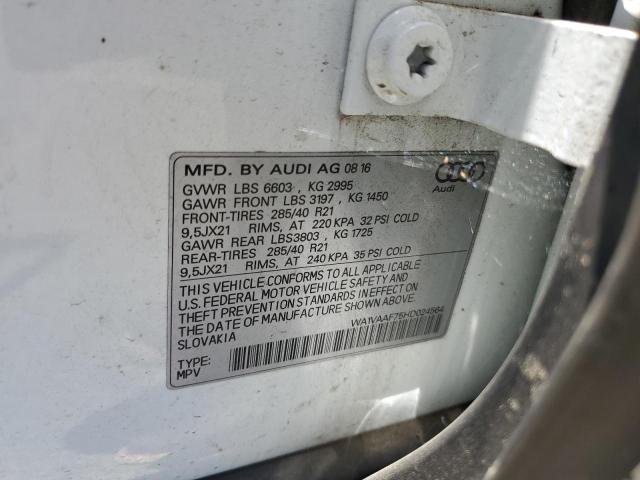 MFD. BY AUDI AG 08 16
GVWR LBS 6603 , KG 2995
GAWR FRONT LBS 3197 , KG 1450
FRONT-TIRES 285/40 R21
9,5JX21 RIMS, AT 220 KPA 32 PSI COLD
GAWR REAR LBS3803 , KG 1725
REAR-TIRES 285/40 R21
9,5JX21 RIMS, AT 240 KPA 35 PSI COLD
Audi
THIS VEHICLE CONFORMS TO ALL APPLICABLE
U.S. FEDERAL MOTOR VEHICLE SAFETY AND
THEFT PREVENTION STANDARDS IN EFFECT ON
THE DATE OF MANUFACTURE SHOWN ABOVE.
SLOVAKIA
WA1VAAF75HD024564
TYPE:
MPV